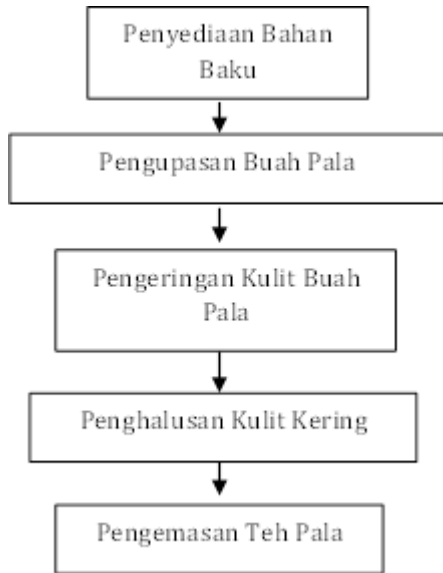 Penyediaan Bahan
Baku
Pengupasan Buah Pala
Pengeringan Kulit Buah
Pala
Penghalusan Kulit Kering
Pengemasan Teh Pala